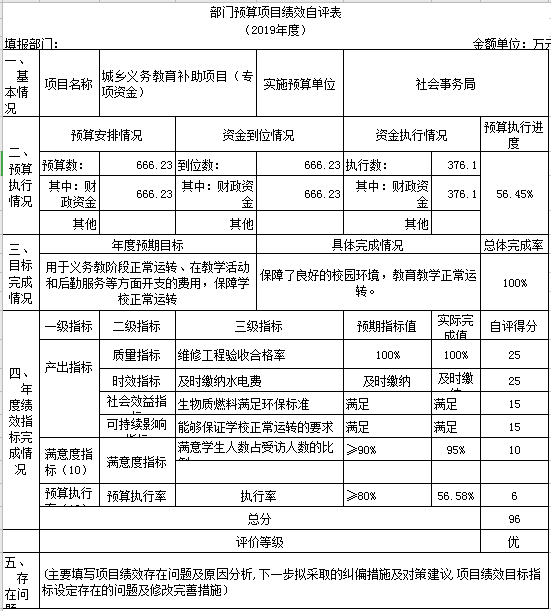 部门预算项目绩效自评表
（2019年度）
填报部门：
金额单位：万元
一、基本情况
项目名称
城乡义务教育补助项目（专项资金）
实施预算单位
社会事务局
二、预算执行情况
预算安排情况
资金到位情况
资金执行情况
预算执行进度
预算数：
666.23
到位数：
666.23
执行数：
376.1
56.45%
其中：财政资金
666.23
其中：财政资金
666.23
其中：财政资金
376.1
其他
其他
其他
三、目标完成情况
年度预期目标
具体完成情况
总体完成率
用于义务教阶段正常运转、在教学活动和后勤服务等方面开支的费用，保障学校正常运转
保障了良好的校园环境，教育教学正常运转。
100%
四、年度绩效指标完成情况
一级指标
二级指标
三级指标
预期指标值
实际完成值
自评得分
产出指标
质量指标
维修工程验收合格率
100%
100%
25
时效指标
及时缴纳水电费
及时缴纳
及时缴
25
社会效益指
生物质燃料满足环保标准
满足
满足
15
可持续影响
能够保证学校正常运转的要求
满足
满足
15
满意度指标（10）
满意度指标
满意学生人数占受访人数的比
≥90%
95%
10
预算执行
预算执行率
执行率
≥80%
56.58%
6
总分
96
评价等级
优
五、存在问
(主要填写项目绩效存在问题及原因分析,下一步拟采取的纠偏措施及对策建议,项目绩效目标指标设定存在的问题及修改完善措施)